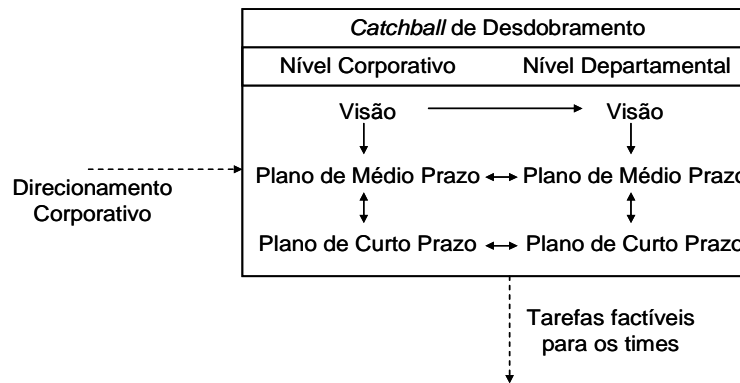 Catchball de Desdobramento
Nível Corporativo Nível Departamental
Visão Visão
Direcionamento
Corporativo
Plano de Médio Prazo Plano de Médio Prazo
Plano de Curto Prazo Plano de Curto Prazo
Tarefas factíveis
para os times